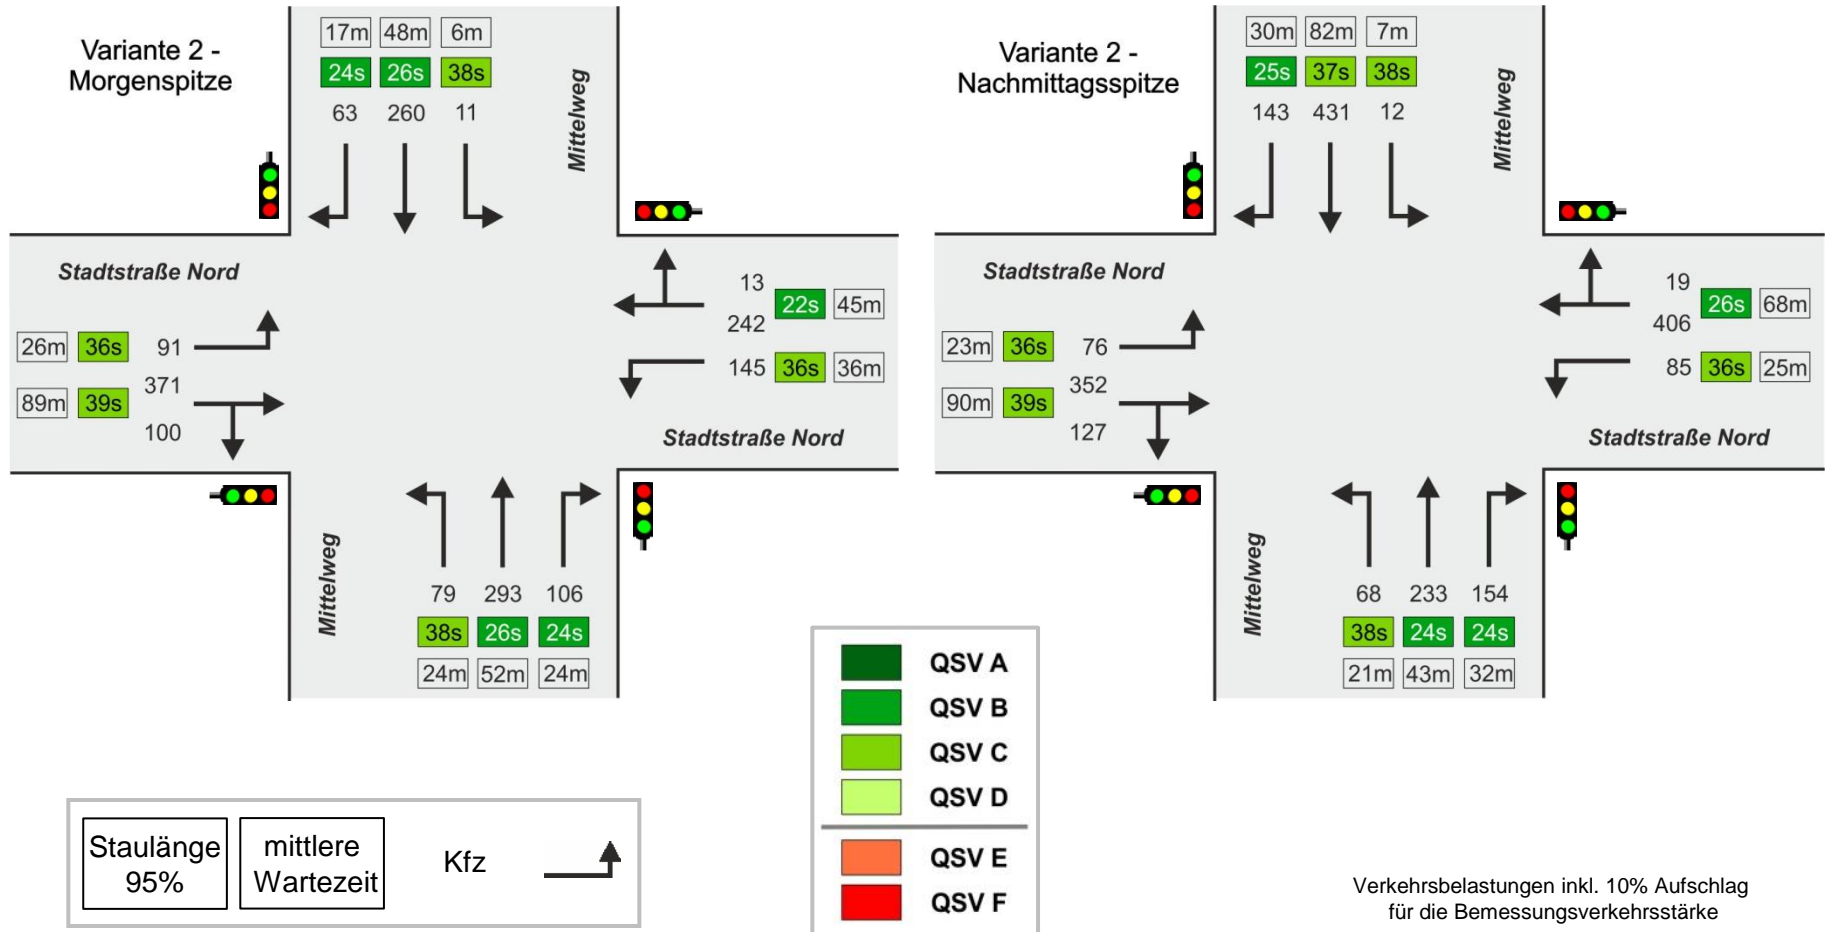 Variante 2 -
Morgenspitze
17m 48m 6m
24s 26s 38s
63 260 11
Mittelweg
Stadtstraße Nord
26m 36s 91
371
89m 39s
100
13
22s 45m
242
145 36s 36m
Stadtstraße Nord
Mittelweg
79 293 106
38s 26s 24s
24m 52m 24m
Variante 2 -
Nachmittagsspitze
30m 82m 7m
25s 37s 38s
143 431 12
Mittelweg
Stadtstraße Nord
23m 36s 76
352
90m 39s
127
19
26s 68m
406
85 36s 25m
Stadtstraße Nord
Mittelweg
68 233 154
38s 24s 24s
21m 43m 32m
QSV A
QSV B
QSV C
QSV D
QSV E
QSV F
Staulänge
95%
mittlere
Wartezeit
Kfz
Verkehrsbelastungen inkl. 10% Aufschlag
für die Bemessungsverkehrsstärke